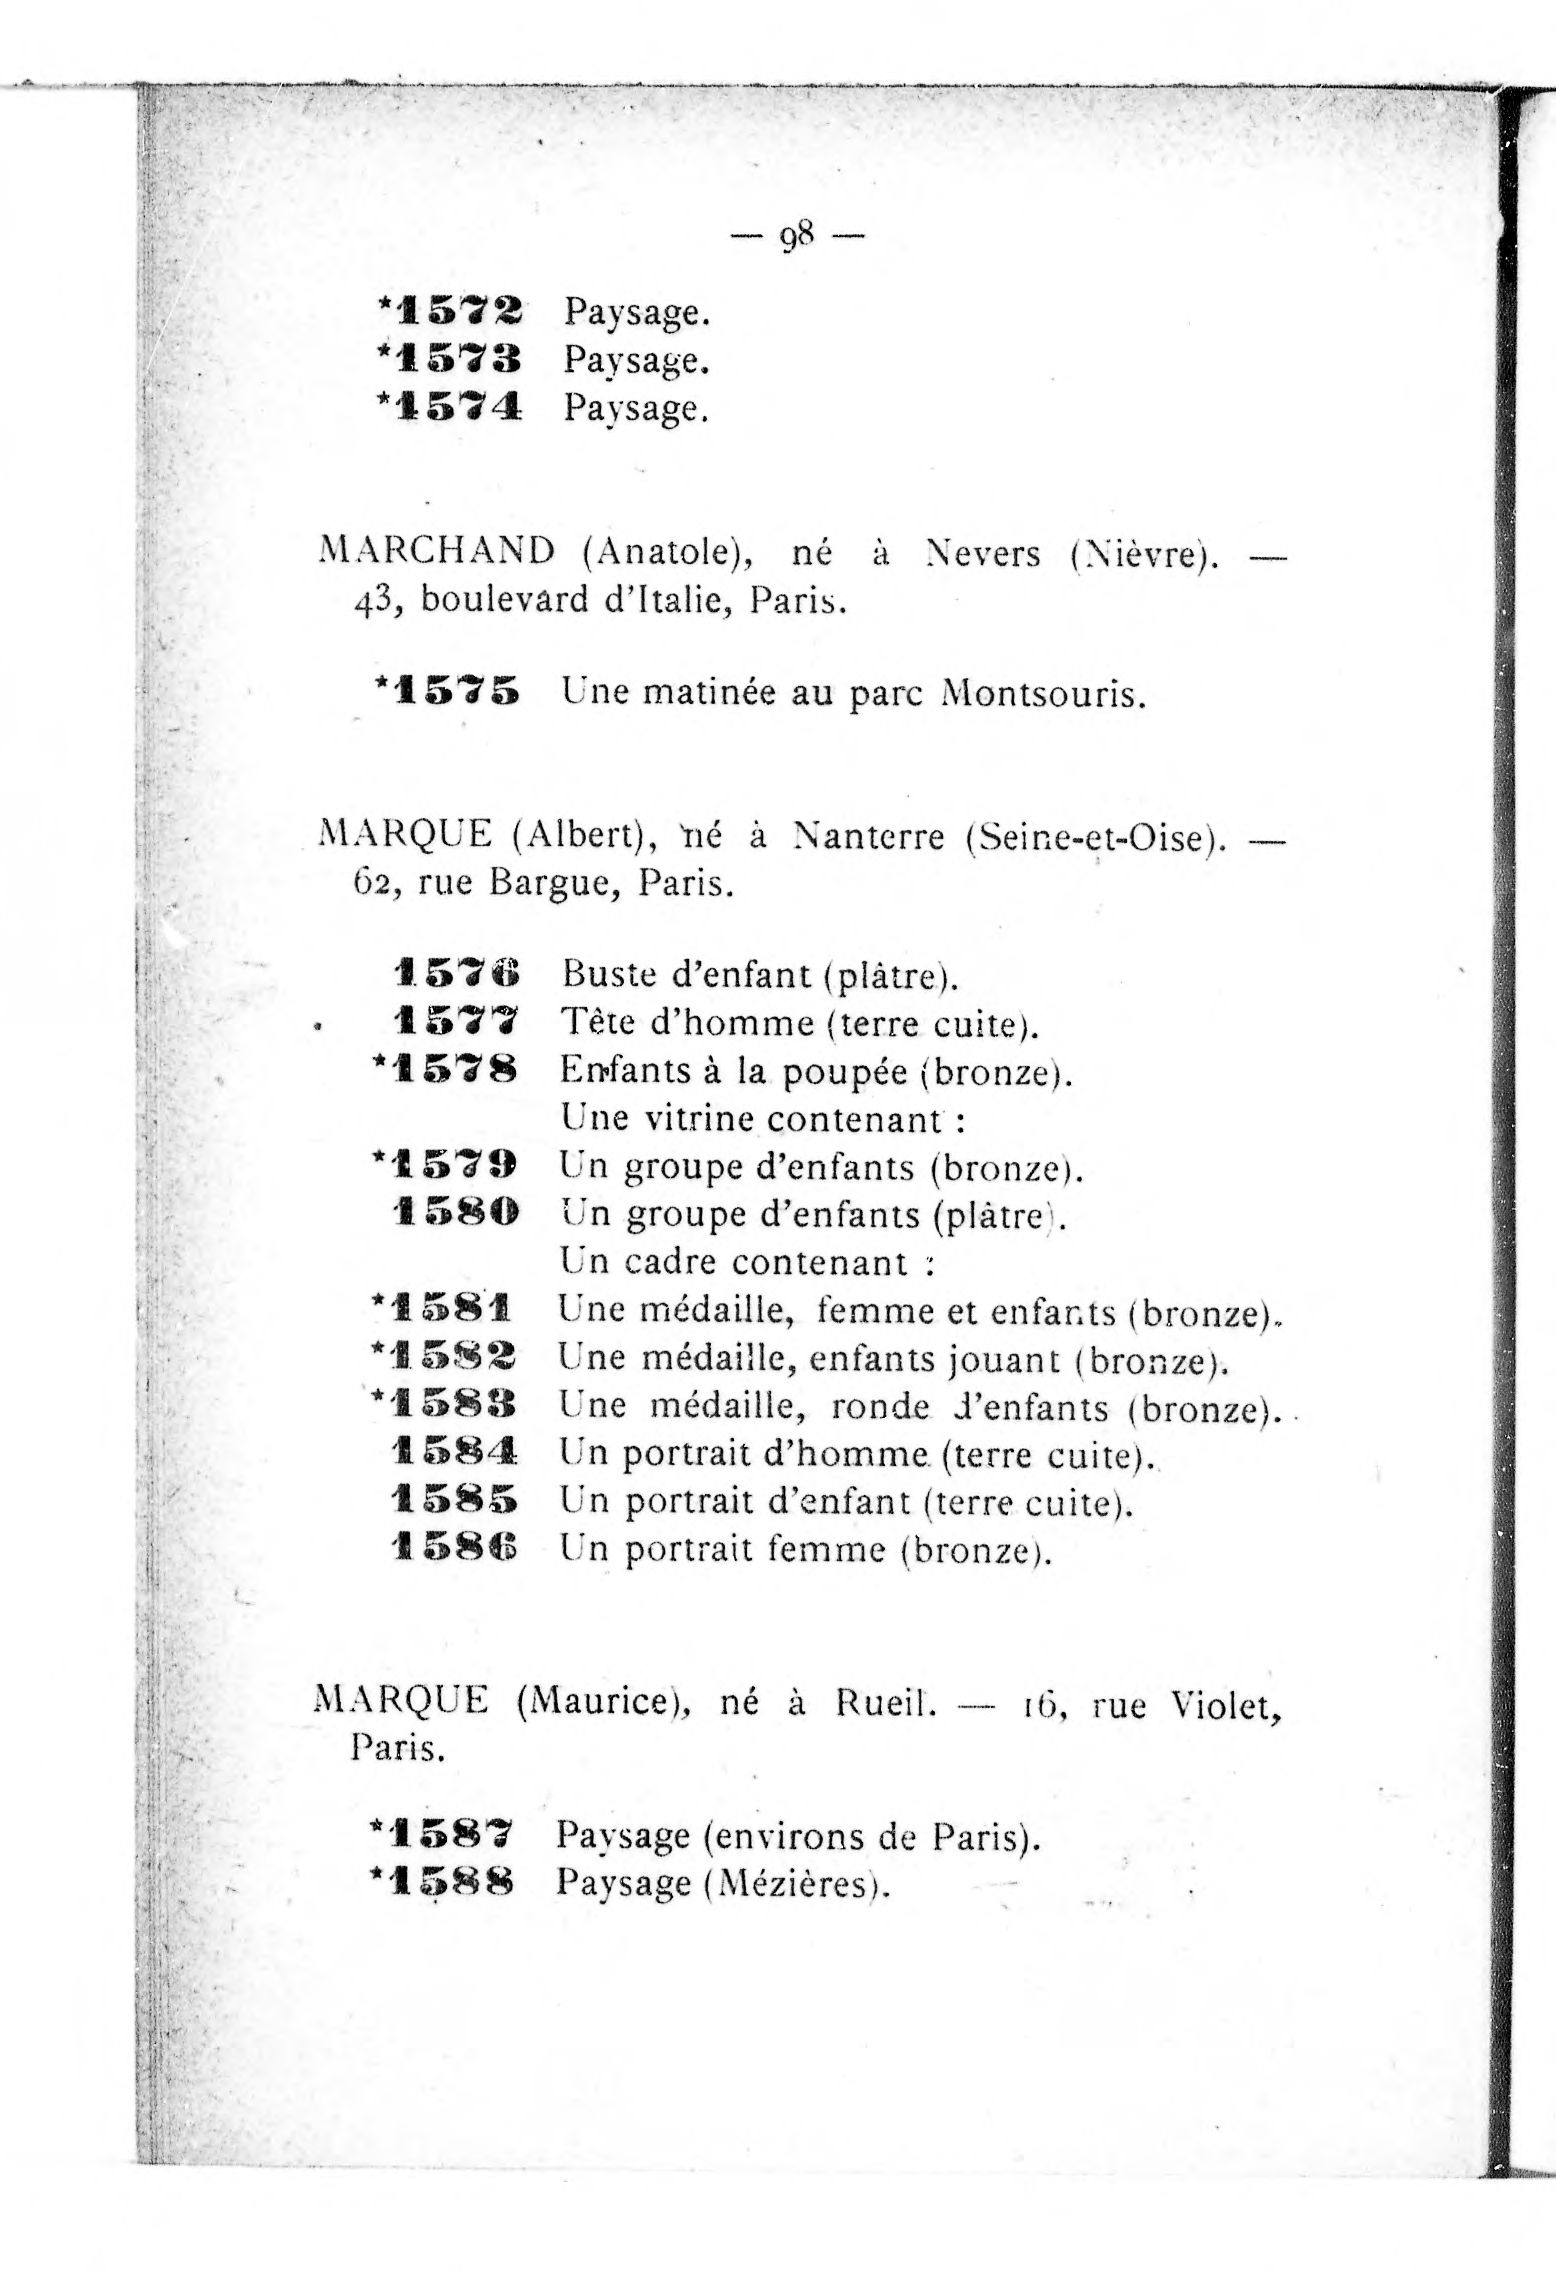 — 98 —
*1572 Paysage.
*1573 Paysage.
*1574 Paysage.
MARCHAND (Anatole), né à Nevers (Nièvre). —
43, boulevard d'Italie, Paris.
*1575 Une matinée au parc Montsouris.
MARQUE (Albert), né à Nanterre (Seine-et-Oise). —
62, rue Bargue, Paris.
1576 Buste d'enfant (plâtre).
1577 Tête d'homme (terre cuite).
*1578 Enfants à la poupée (bronze).
Une vitrine contenant :
*1579 Un groupe d'enfants (bronze).
1580 Un groupe d'enfants (plâtre).
Un cadre contenant :
*1581 Une médaille, femme et enfants (bronze).
*1582 Une médaille, enfants jouant (bronze).
*1583 Une médaille, ronde d'enfants (bronze).
1584 Un portrait d'homme (terre cuite).
1585 Un portrait d'enfant (terre cuite).
1586 Un portrait femme (bronze).
MARQUE (Maurice), né à Rueil. — 16, rue Violet,
Paris.
*1587 Paysage (environs de Paris).
*1588 Paysage (Mézières).